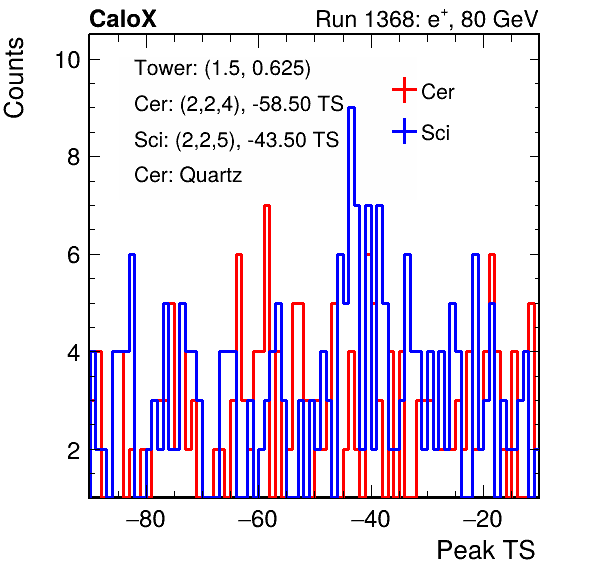 CaloX Run 1368: e⁺, 80 GeV
Counts
Tower: (1.5, 0.625)
Cer: (2,2,4), -58.50 TS
Sci: (2,2,5), -43.50 TS
Cer: Quartz
Cer
Sci
10
8
6
4
2
−80 −60 −40 −20
Peak TS